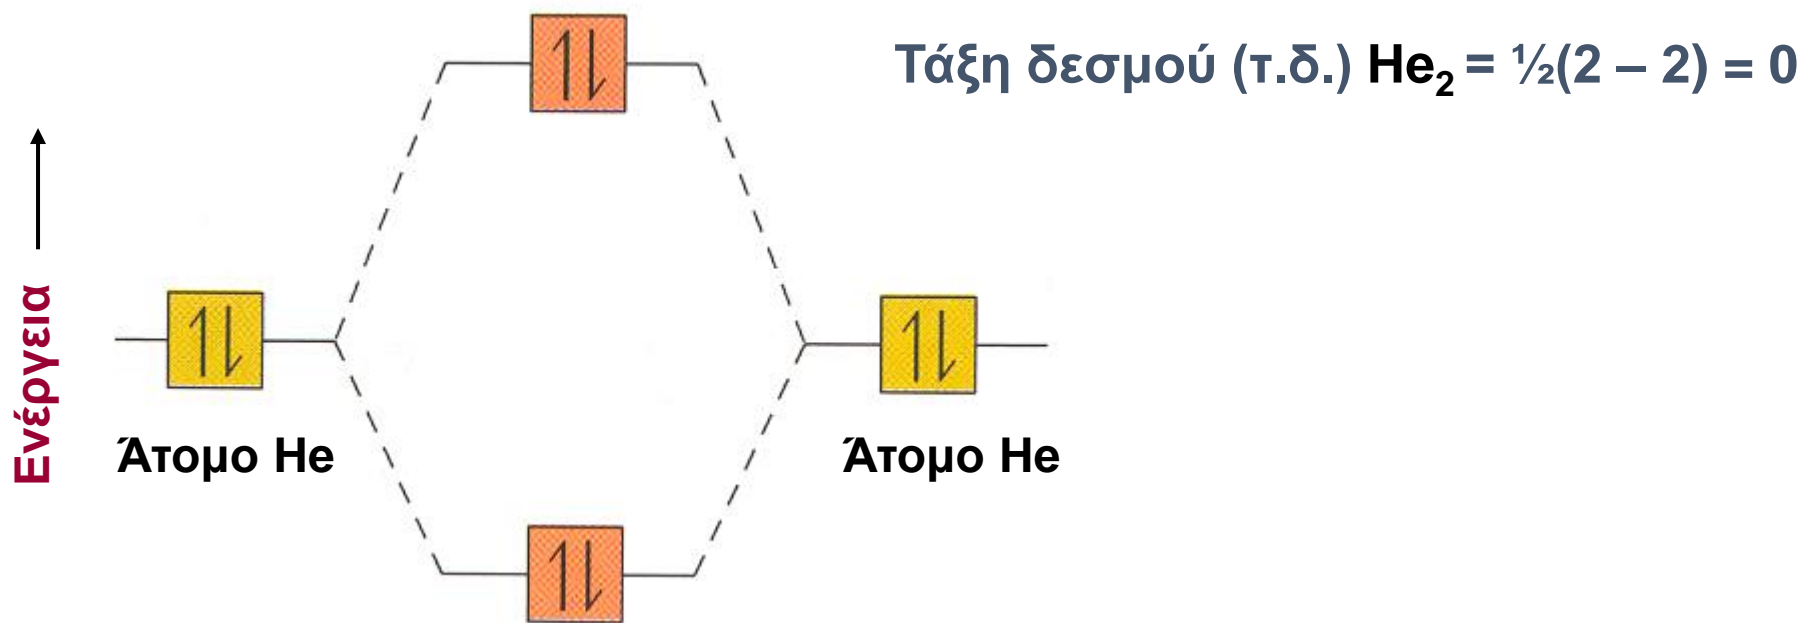 Τάξη δεσμού (τ.δ.) He₂ = ½(2 – 2) = 0
Ενέργεια
Άτομο He
Άτομο He